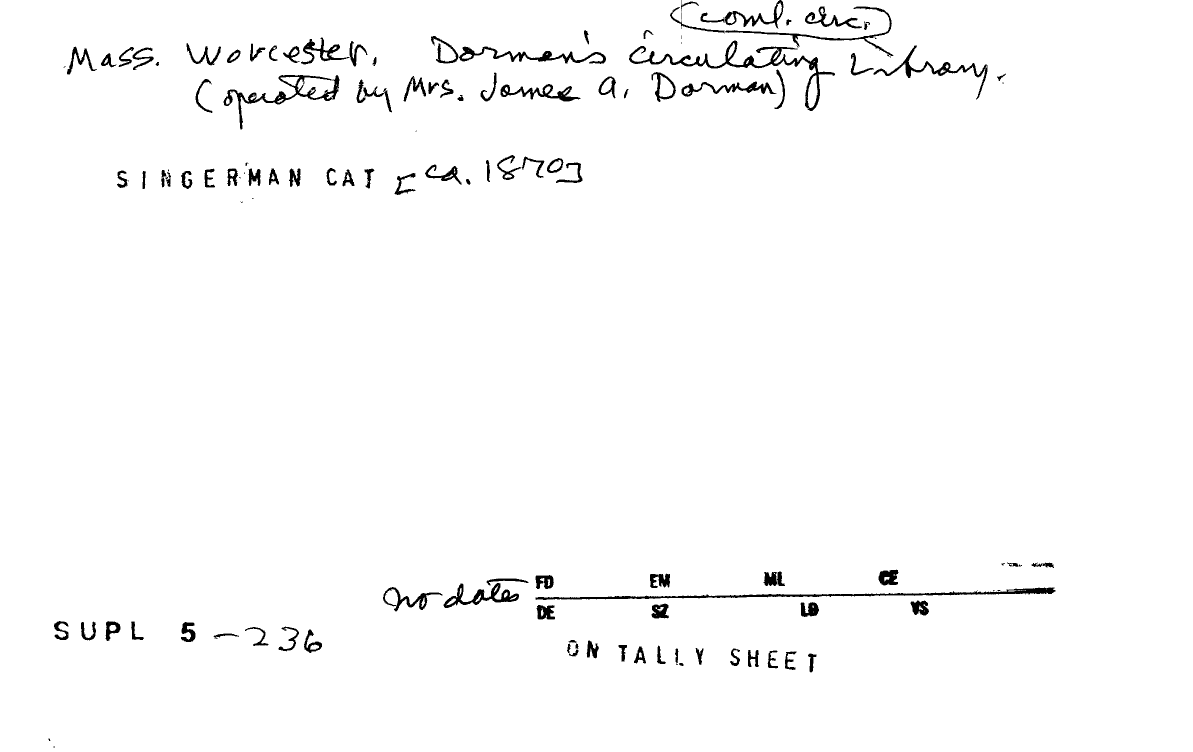 (coml. circ.)
Mass. Worcester. Dorman's circulating Library.
(operated by Mrs. James A. Dorman)
SINGERMAN CAT [ca. 1870]
no dates FD EM ML CE
DE SZ LD VS
SUPL 5 -236
ON TALLY SHEET